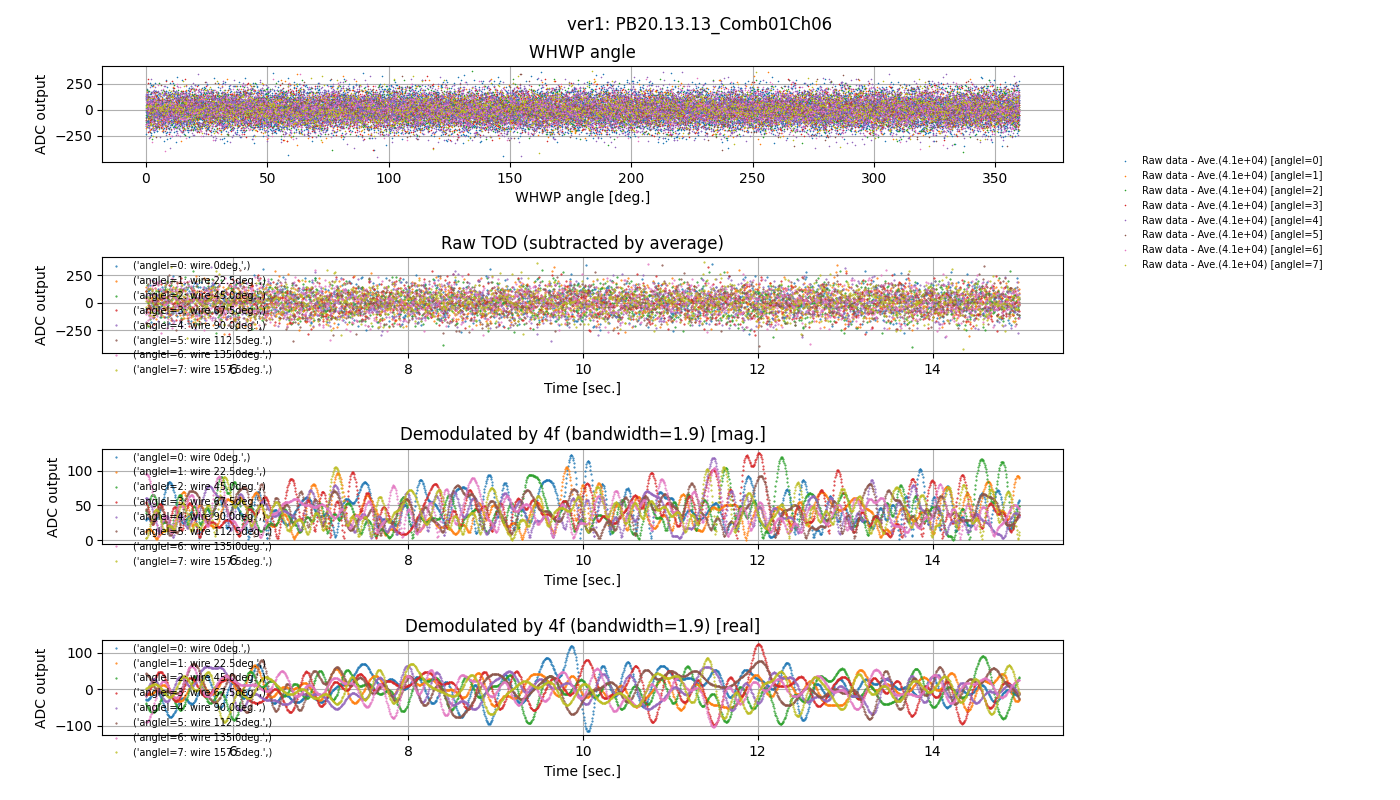 ver1: PB20.13.13_Comb01Ch06
WHWP angle
ADC output
250
0
−250
0 50 100 150 200 250 300 350
WHWP angle [deg.]
Raw data - Ave.(4.1e+04) [angleI=0]
Raw data - Ave.(4.1e+04) [angleI=1]
Raw data - Ave.(4.1e+04) [angleI=2]
Raw data - Ave.(4.1e+04) [angleI=3]
Raw data - Ave.(4.1e+04) [angleI=4]
Raw data - Ave.(4.1e+04) [angleI=5]
Raw data - Ave.(4.1e+04) [angleI=6]
Raw data - Ave.(4.1e+04) [angleI=7]
Raw TOD (subtracted by average)
ADC output
250
0
−250
('angleI=0: wire 0deg.',)
('angleI=1: wire 22.5deg.',)
('angleI=2: wire 45.0deg.',)
('angleI=3: wire 67.5deg.',)
('angleI=4: wire 90.0deg.',)
('angleI=5: wire 112.5deg.',)
('angleI=6: wire 135.0deg.',)
('angleI=7: wire 157.5deg.',)
6 8 10 12 14
Time [sec.]
Demodulated by 4f (bandwidth=1.9) [mag.]
ADC output
100
50
0
('angleI=0: wire 0deg.',)
('angleI=1: wire 22.5deg.',)
('angleI=2: wire 45.0deg.',)
('angleI=3: wire 67.5deg.',)
('angleI=4: wire 90.0deg.',)
('angleI=5: wire 112.5deg.',)
('angleI=6: wire 135.0deg.',)
('angleI=7: wire 157.5deg.',)
6 8 10 12 14
Time [sec.]
Demodulated by 4f (bandwidth=1.9) [real]
ADC output
100
0
−100
('angleI=0: wire 0deg.',)
('angleI=1: wire 22.5deg.',)
('angleI=2: wire 45.0deg.',)
('angleI=3: wire 67.5deg.',)
('angleI=4: wire 90.0deg.',)
('angleI=5: wire 112.5deg.',)
('angleI=6: wire 135.0deg.',)
('angleI=7: wire 157.5deg.',)
6 8 10 12 14
Time [sec.]